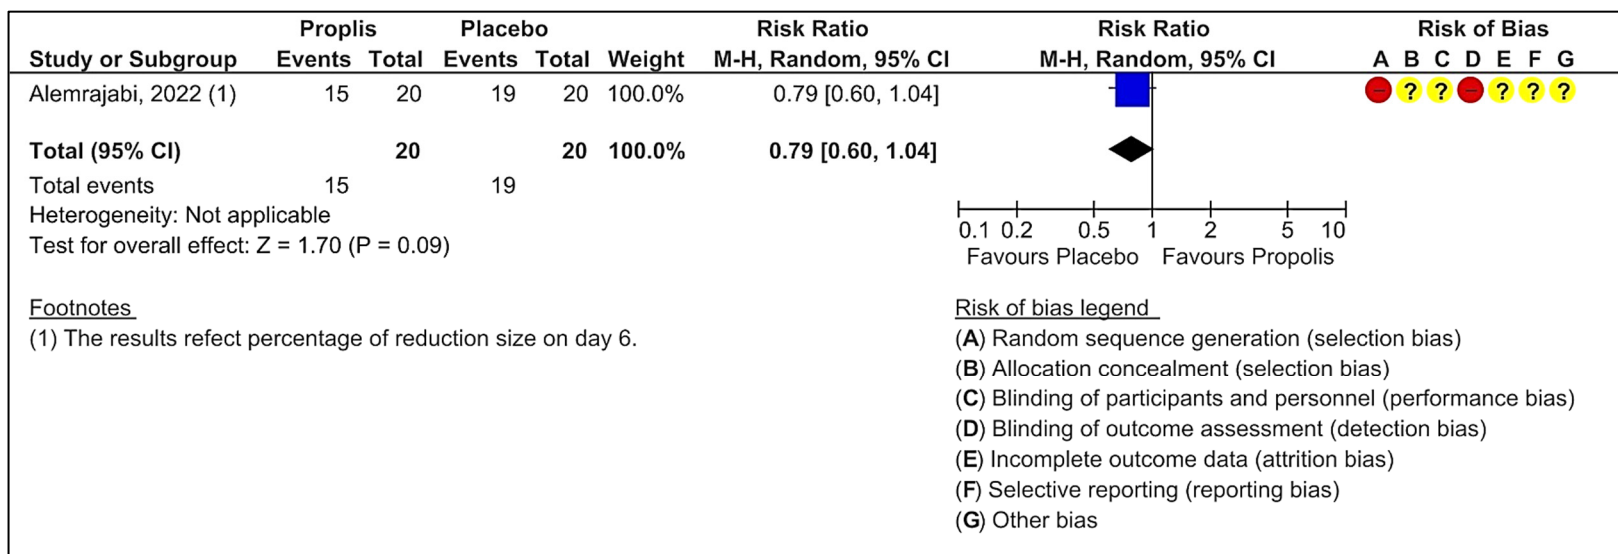 Proplis Placebo Risk Ratio Risk Ratio Risk of Bias
Study or Subgroup Events Total Events Total Weight M-H, Random, 95% CI M-H, Random, 95% CI A B C D E F G
Alemrajabi, 2022 (1) 15 20 19 20 100.0% 0.79 [0.60, 1.04] − ? ? − ? ? ?
Total (95% CI) 20 20 100.0% 0.79 [0.60, 1.04]
Total events 15 19
Heterogeneity: Not applicable
Test for overall effect: Z = 1.70 (P = 0.09)
0.1 0.2 0.5 1 2 5 10
Favours Placebo Favours Propolis
Footnotes
(1) The results refect percentage of reduction size on day 6.
Risk of bias legend
(A) Random sequence generation (selection bias)
(B) Allocation concealment (selection bias)
(C) Blinding of participants and personnel (performance bias)
(D) Blinding of outcome assessment (detection bias)
(E) Incomplete outcome data (attrition bias)
(F) Selective reporting (reporting bias)
(G) Other bias